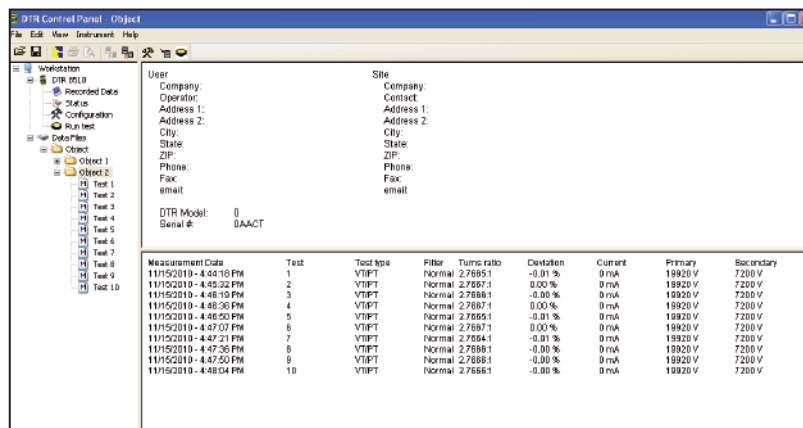 DTR Control Panel - Object
File Edit View Instrument Help
Workstation
DTR 8510
Recorded Data
Status
Configuration
Run test
Data Files
Object
Object 1
Object 2
Test 1
Test 2
Test 3
Test 4
Test 5
Test 6
Test 7
Test 8
Test 9
Test 10
User
Company:
Operator:
Address 1:
Address 2:
City:
State:
ZIP:
Phone:
Fax:
email:
DTR Model: 0
Serial #: 0AACT
Site
Company:
Contact:
Address 1:
Address 2:
City:
State:
ZIP:
Phone:
Fax:
email:
Measurement Date Test Test type Filter Turns ratio Deviation Current Primary Secondary
11/15/2010 - 4:44:18 PM 1 VT/PT Normal 2.7665:1 -0.01 % 0 mA 19920 V 7200 V
11/15/2010 - 4:45:32 PM 2 VT/PT Normal 2.7667:1 0.00 % 0 mA 19920 V 7200 V
11/15/2010 - 4:46:19 PM 3 VT/PT Normal 2.7666:1 -0.00 % 0 mA 19920 V 7200 V
11/15/2010 - 4:46:36 PM 4 VT/PT Normal 2.7667:1 0.00 % 0 mA 19920 V 7200 V
11/15/2010 - 4:46:50 PM 5 VT/PT Normal 2.7665:1 -0.01 % 0 mA 19920 V 7200 V
11/15/2010 - 4:47:07 PM 6 VT/PT Normal 2.7667:1 0.00 % 0 mA 19920 V 7200 V
11/15/2010 - 4:47:21 PM 7 VT/PT Normal 2.7664:1 -0.01 % 0 mA 19920 V 7200 V
11/15/2010 - 4:47:36 PM 8 VT/PT Normal 2.7666:1 -0.00 % 0 mA 19920 V 7200 V
11/15/2010 - 4:47:50 PM 9 VT/PT Normal 2.7666:1 -0.00 % 0 mA 19920 V 7200 V
11/15/2010 - 4:48:04 PM 10 VT/PT Normal 2.7666:1 -0.00 % 0 mA 19920 V 7200 V